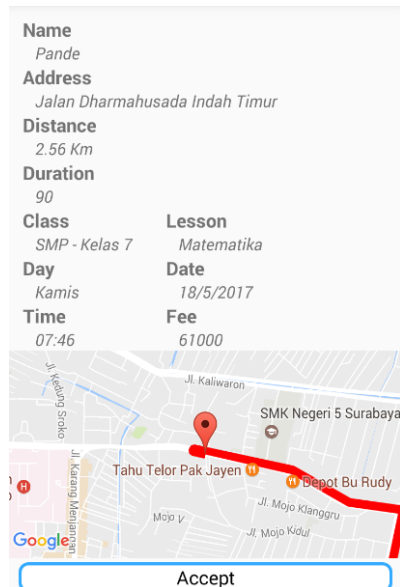 Name
Pande
Address
Jalan Dharmahusada Indah Timur
Distance
2.56 Km
Duration
90
Class Lesson
SMP - Kelas 7 Matematika
Day Date
Kamis 18/5/2017
Time Fee
07:46 61000
Jl. Kedung Sroko
Jl. Kaliwaron
SMK Negeri 5 Surabaya
Jl. Karang Menjangan
Tahu Telor Pak Jayen
Depot Bu Rudy
H
Mojo V
Jl. Mojo Klanggru
Jl. Mojo Kidul
Google
Accept